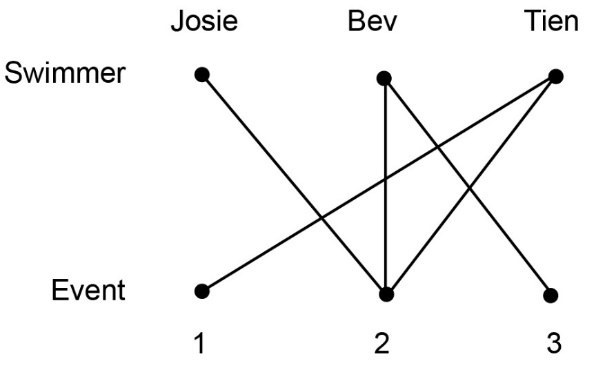 Josie Bev Tien
Swimmer
Event
1 2 3